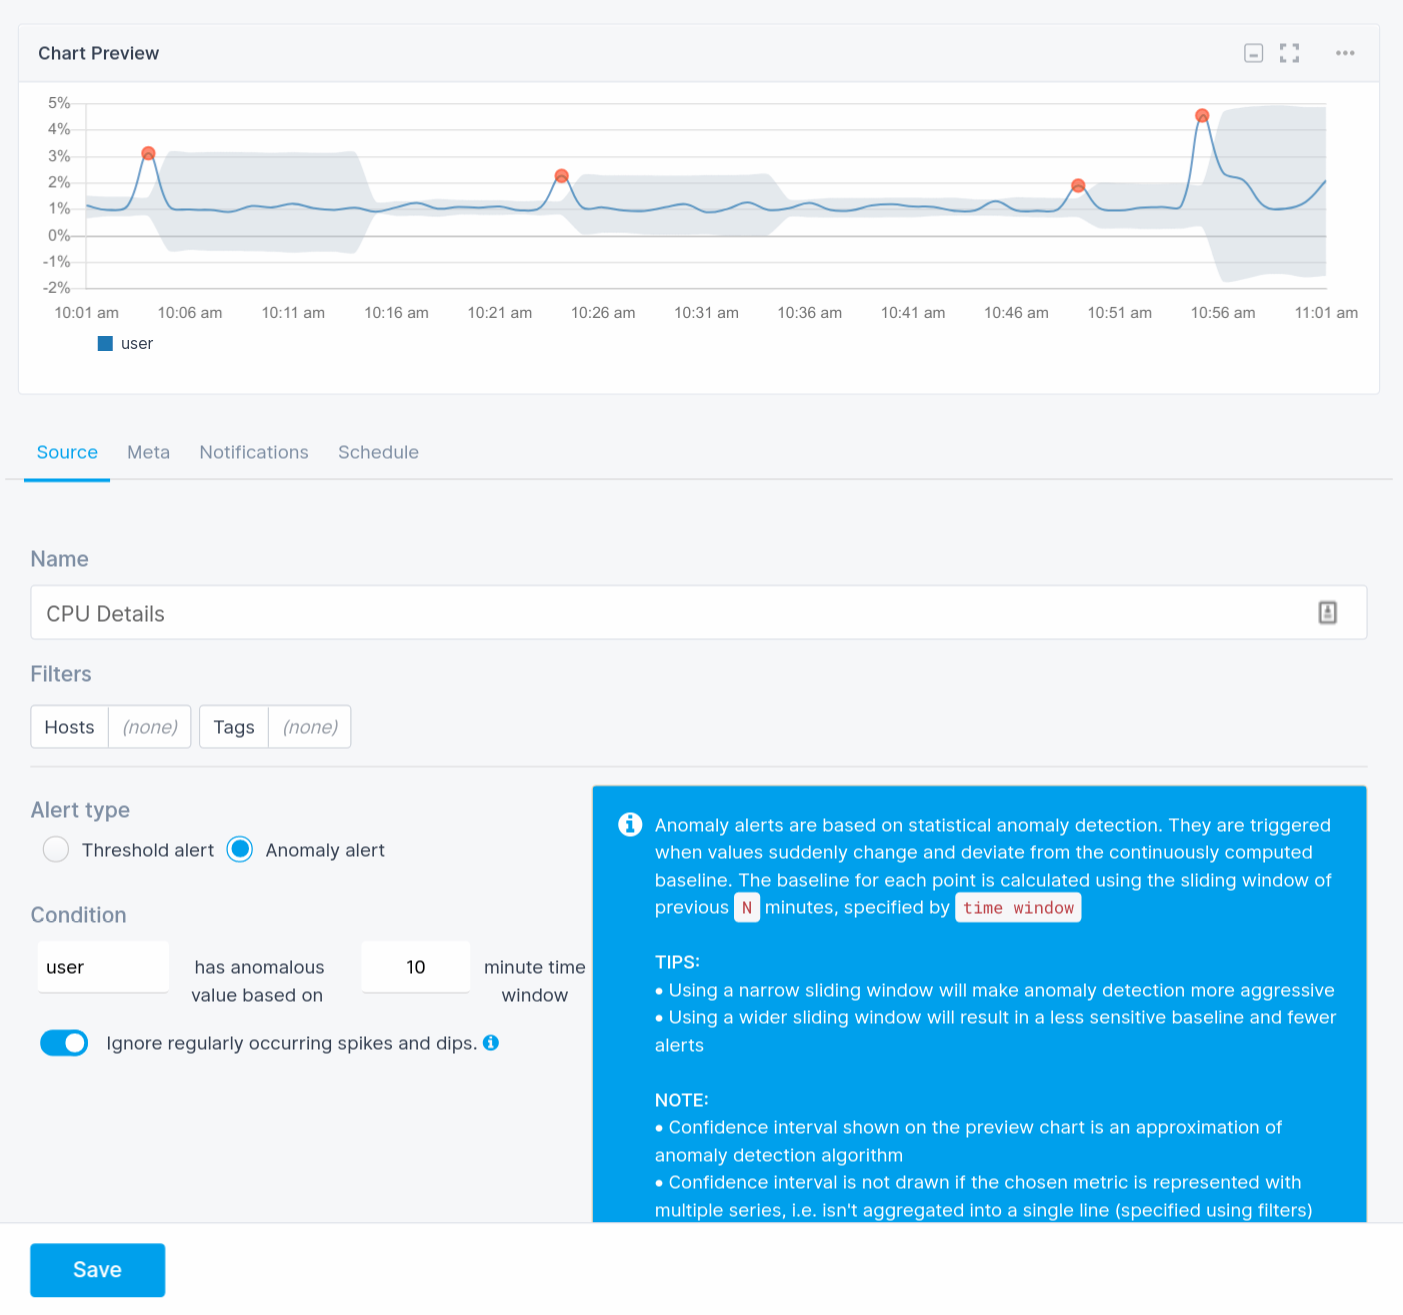 Chart Preview
5%
4%
3%
2%
1%
0%
-1%
-2%
10:01 am 10:06 am 10:11 am 10:16 am 10:21 am 10:26 am 10:31 am 10:36 am 10:41 am 10:46 am 10:51 am 10:56 am 11:01 am
user
Source Meta Notifications Schedule
Name
CPU Details
Filters
Hosts (none) Tags (none)
Alert type
Threshold alert Anomaly alert
Condition
user has anomalous value based on 10 minute time window
Ignore regularly occurring spikes and dips.
Anomaly alerts are based on statistical anomaly detection. They are triggered
when values suddenly change and deviate from the continuously computed
baseline. The baseline for each point is calculated using the sliding window of
previous N minutes, specified by time window
TIPS:
• Using a narrow sliding window will make anomaly detection more aggressive
• Using a wider sliding window will result in a less sensitive baseline and fewer
alerts
NOTE:
• Confidence interval shown on the preview chart is an approximation of
anomaly detection algorithm
• Confidence interval is not drawn if the chosen metric is represented with
multiple series, i.e. isn't aggregated into a single line (specified using filters)
Save